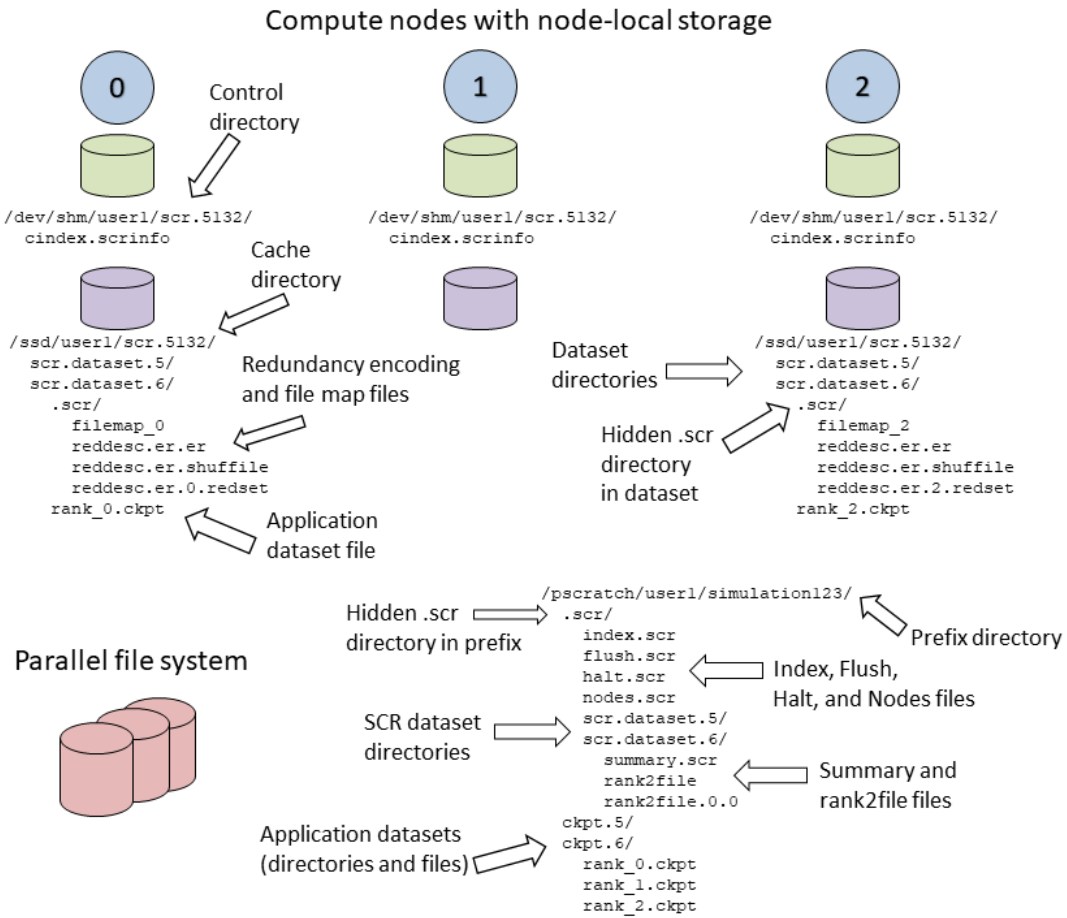 Compute nodes with node-local storage
0
1
2
Control
directory
/dev/shm/user1/scr.5132/
cindex.scrinfo
/dev/shm/user1/scr.5132/
cindex.scrinfo
/dev/shm/user1/scr.5132/
cindex.scrinfo
Cache
directory
/ssd/user1/scr.5132/
scr.dataset.5/
scr.dataset.6/
.scr/
filemap_0
reddesc.er.er
reddesc.er.shuffile
reddesc.er.0.redset
rank_0.ckpt
Redundancy encoding
and file map files
Application
dataset file
Dataset
directories
Hidden .scr
directory
in dataset
/ssd/user1/scr.5132/
scr.dataset.5/
scr.dataset.6/
.scr/
filemap_2
reddesc.er.er
reddesc.er.shuffile
reddesc.er.2.redset
rank_2.ckpt
Parallel file system
Hidden .scr
directory in prefix
SCR dataset
directories
Application datasets
(directories and files)
/pscratch/user1/simulation123/
.scr/
index.scr
flush.scr
halt.scr
nodes.scr
scr.dataset.5/
scr.dataset.6/
summary.scr
rank2file
rank2file.0.0
ckpt.5/
ckpt.6/
rank_0.ckpt
rank_1.ckpt
rank_2.ckpt
Prefix directory
Index, Flush,
Halt, and Nodes files
Summary and
rank2file files